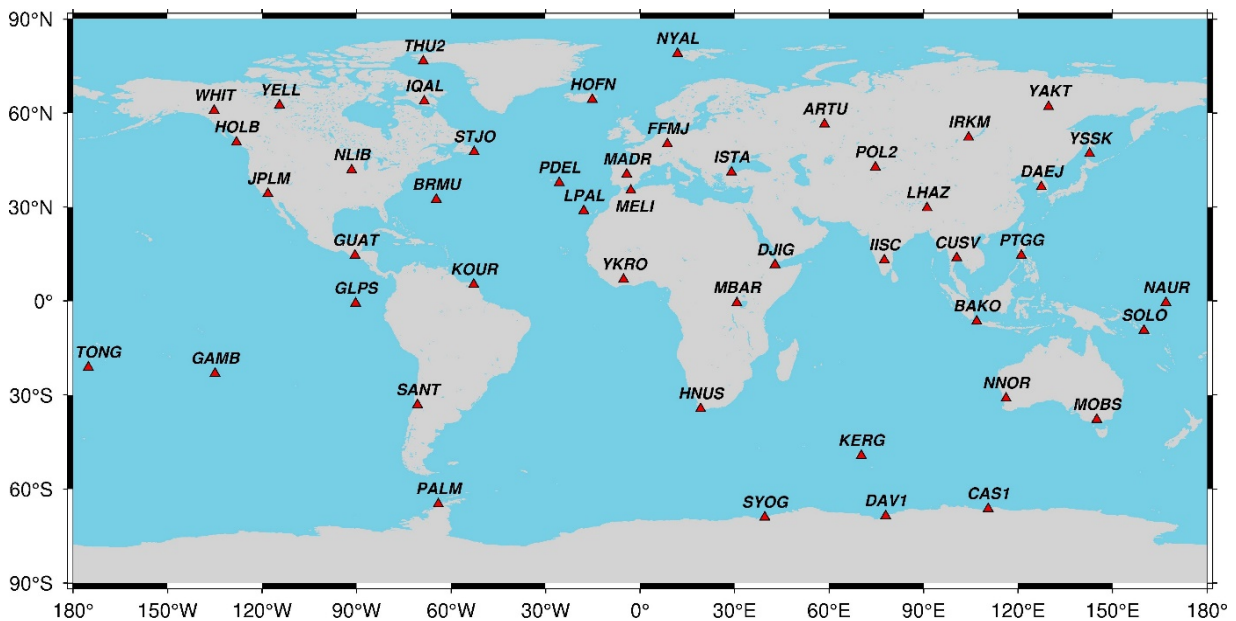 90°N
NYAL
THU2
HOFN
IQAL
YELL
WHIT
YAKT
60°N
ARTU
IRKM
HOLB
STJO
FFMJ
YSSK
NLIB
PDEL
MADR
ISTA
POL2
DAEJ
JPLM
BRMU
LPAL
MELI
LHAZ
30°N
GUAT
KOUR
YKRO
DJIG
IISC
CUSV
PTGG
0°
GLPS
MBAR
BAKO
NAUR
SOLO
TONG
GAMB
30°S
SANT
HNUS
NNOR
MOBS
KERG
60°S
PALM
SYOG
DAV1
CAS1
90°S
180° 150°W 120°W 90°W 60°W 30°W 0° 30°E 60°E 90°E 120°E 150°E 180°